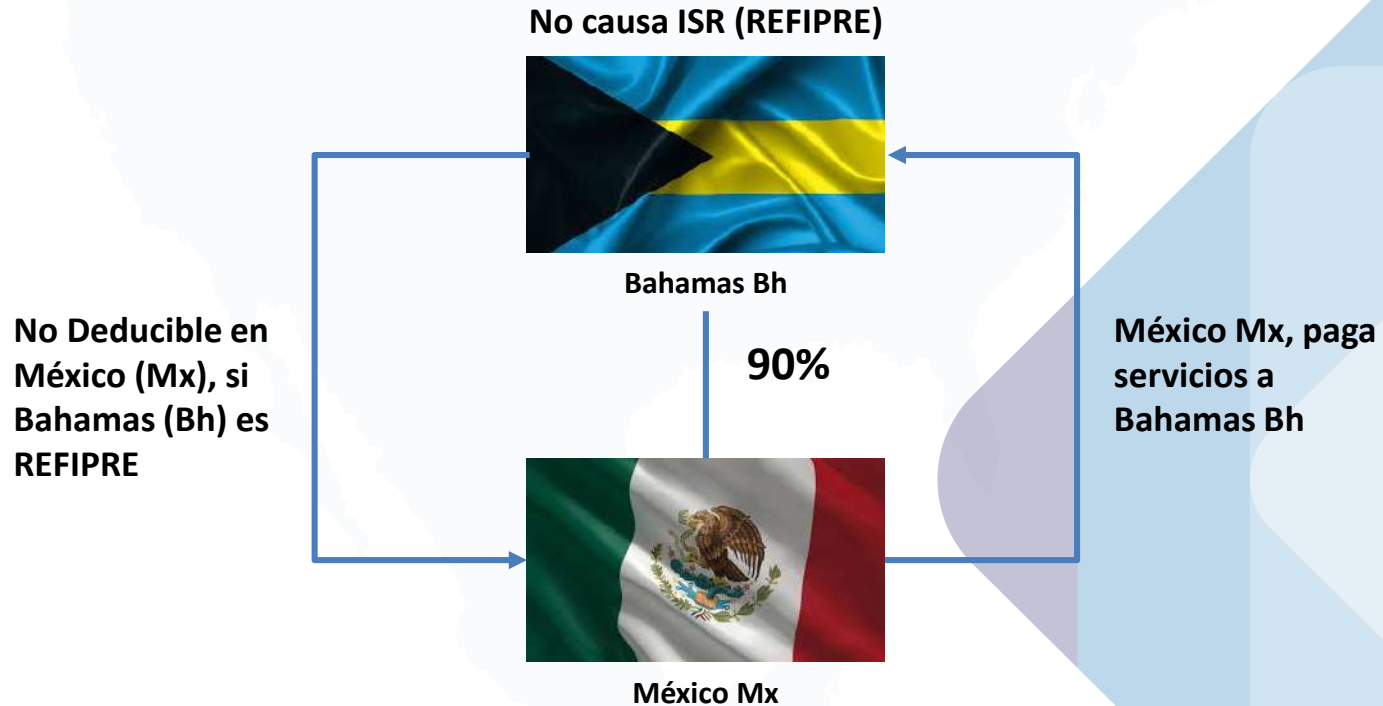 No causa ISR (REFIPRE)
Bahamas Bh
90%
No Deducible en
México (Mx), si
Bahamas (Bh) es
REFIPRE
México Mx, paga
servicios a
Bahamas Bh
México Mx